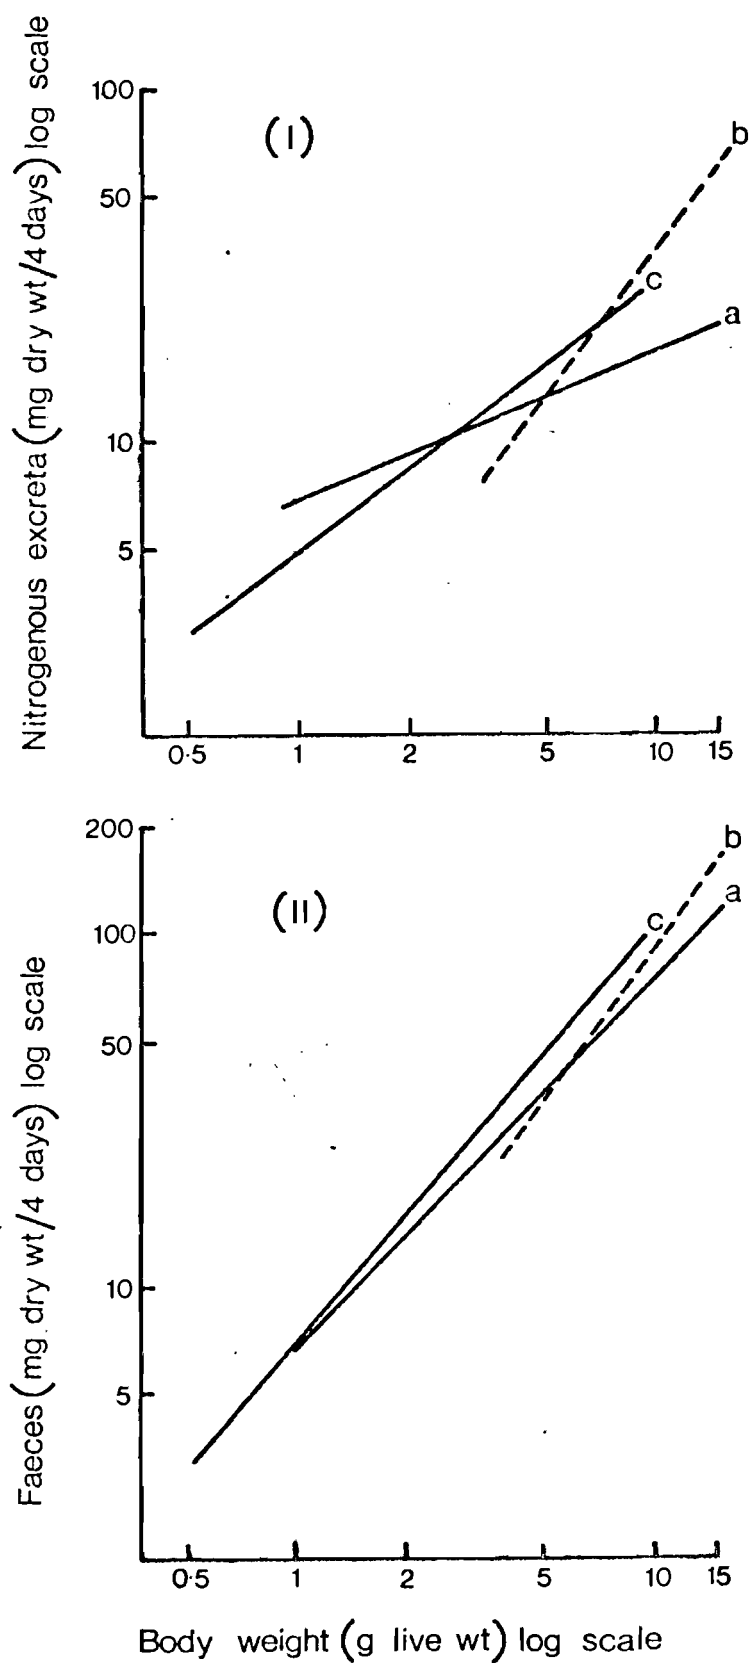 Nitrogenous excreta (mg dry wt/4 days) log scale
100
50
10
5
(I)
b
c
a
0·5 1 2 5 10 15
Faeces (mg dry wt/4 days) log scale
200
100
50
10
5
(II)
b
a
c
0·5 1 2 5 10 15
Body weight (g live wt) log scale